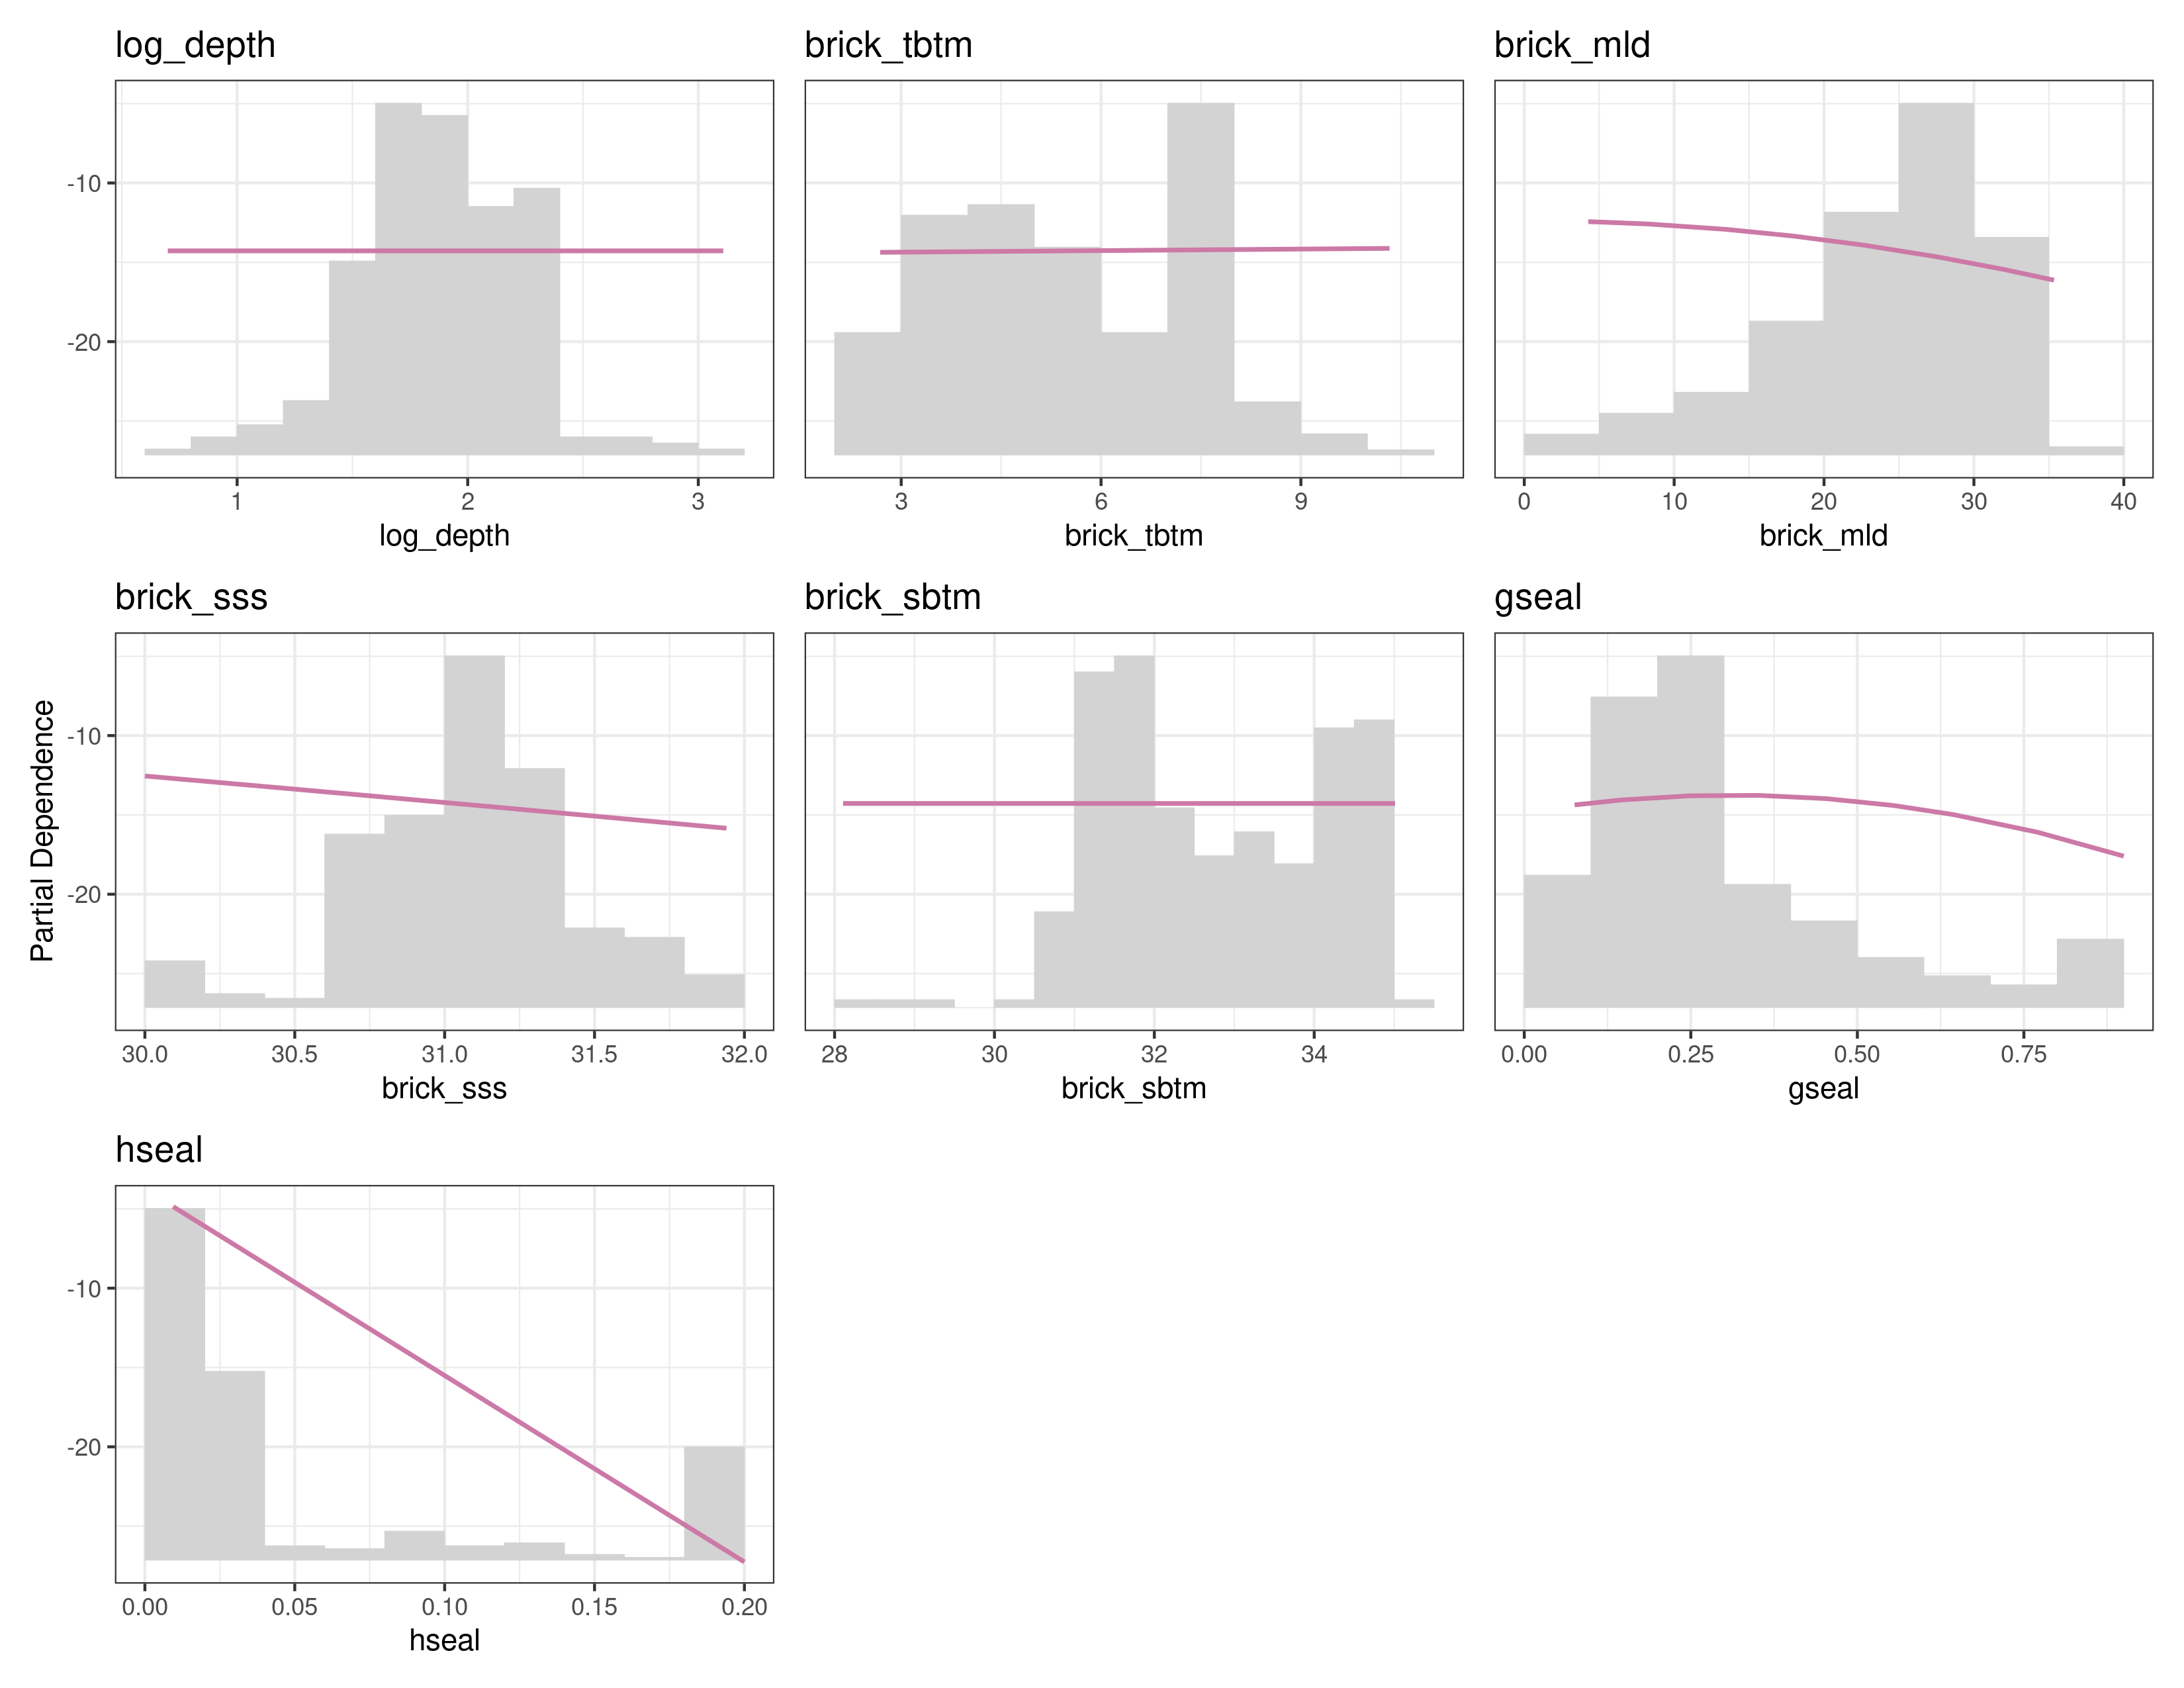 log_depth
brick_tbtm
brick_mld
-10
-20
1 2 3
3 6 9
0 10 20 30 40
log_depth
brick_tbtm
brick_mld
brick_sss
brick_sbtm
gseal
Partial Dependence
-10
-20
30.0 30.5 31.0 31.5 32.0
28 30 32 34
0.00 0.25 0.50 0.75
brick_sss
brick_sbtm
gseal
hseal
-10
-20
0.00 0.05 0.10 0.15 0.20
hseal